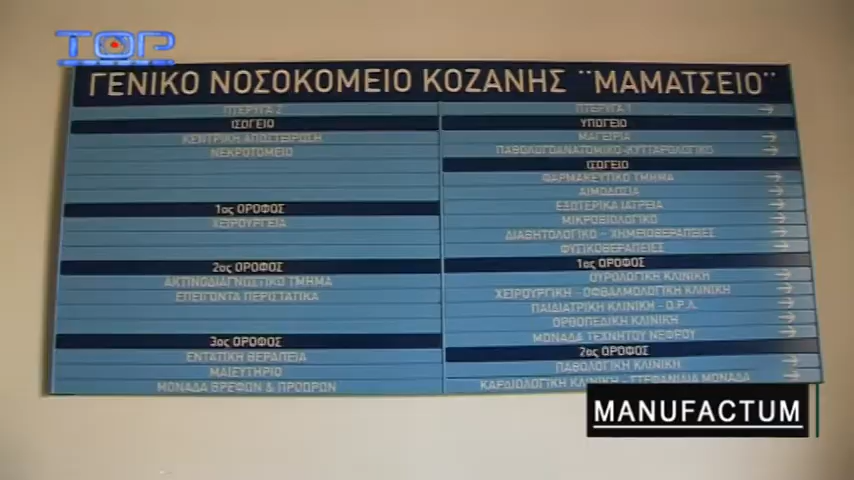 TOP
ΓΕΝΙΚΟ ΝΟΣΟΚΟΜΕΙΟ ΚΟΖΑΝΗΣ ¨ΜΑΜΑΤΣΕΙΟ¨
ΠΤΕΡΥΓΑ 2
ΙΣΟΓΕΙΟ
ΚΕΝΤΡΙΚΗ ΑΠΟΣΤΕΙΡΩΣΗ
ΝΕΚΡΟΤΟΜΕΙΟ
1ος ΟΡΟΦΟΣ
ΧΕΙΡΟΥΡΓΕΙΑ
2ος ΟΡΟΦΟΣ
ΑΚΤΙΝΟΔΙΑΓΝΩΣΤΙΚΟ ΤΜΗΜΑ
ΕΠΕΙΓΟΝΤΑ ΠΕΡΙΣΤΑΤΙΚΑ
3ος ΟΡΟΦΟΣ
ΕΝΤΑΤΙΚΗ ΘΕΡΑΠΕΙΑ
ΜΑΙΕΥΤΗΡΙΟ
ΜΟΝΑΔΑ ΒΡΕΦΩΝ & ΠΡΟΩΡΩΝ
ΠΤΕΡΥΓΑ 1 →
ΥΠΟΓΕΙΟ
ΜΑΓΕΙΡΙΑ →
ΠΑΘΟΛΟΓΟΑΝΑΤΟΜΙΚΟ-ΚΥΤΤΑΡΟΛΟΓΙΚΟ →
ΙΣΟΓΕΙΟ
ΦΑΡΜΑΚΕΥΤΙΚΟ ΤΜΗΜΑ →
ΑΙΜΟΔΟΣΙΑ →
ΕΞΩΤΕΡΙΚΑ ΙΑΤΡΕΙΑ →
ΜΙΚΡΟΒΙΟΛΟΓΙΚΟ →
ΔΙΑΒΗΤΟΛΟΓΙΚΟ - ΧΗΜΕΙΟΘΕΡΑΠΕΙΕΣ →
ΦΥΣΙΚΟΘΕΡΑΠΕΙΕΣ →
1ος ΟΡΟΦΟΣ
ΟΥΡΟΛΟΓΙΚΗ ΚΛΙΝΙΚΗ →
ΧΕΙΡΟΥΡΓΙΚΗ - ΟΦΘΑΛΜΟΛΟΓΙΚΗ ΚΛΙΝΙΚΗ →
ΠΑΙΔΙΑΤΡΙΚΗ ΚΛΙΝΙΚΗ - Ο.Ρ.Λ. →
ΟΡΘΟΠΕΔΙΚΗ ΚΛΙΝΙΚΗ →
ΜΟΝΑΔΑ ΤΕΧΝΗΤΟΥ ΝΕΦΡΟΥ →
2ος ΟΡΟΦΟΣ
ΠΑΘΟΛΟΓΙΚΗ ΚΛΙΝΙΚΗ →
ΚΑΡΔΙΟΛΟΓΙΚΗ ΚΛΙΝΙΚΗ - ΣΤΕΦΑΝΙΑΙΑ ΜΟΝΑΔΑ →
MANUFACTUM